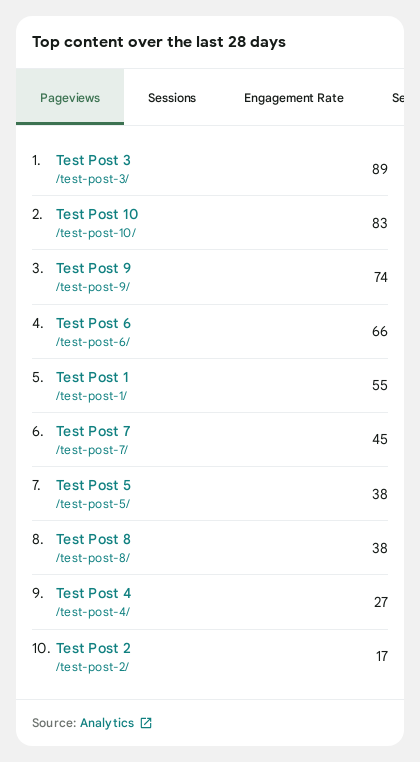 Top content over the last 28 days
Pageviews Sessions Engagement Rate Se
1. Test Post 3 89
/test-post-3/
2. Test Post 10 83
/test-post-10/
3. Test Post 9 74
/test-post-9/
4. Test Post 6 66
/test-post-6/
5. Test Post 1 55
/test-post-1/
6. Test Post 7 45
/test-post-7/
7. Test Post 5 38
/test-post-5/
8. Test Post 8 38
/test-post-8/
9. Test Post 4 27
/test-post-4/
10. Test Post 2 17
/test-post-2/
Source: Analytics